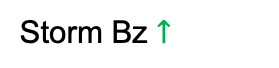 Storm Bz ↑